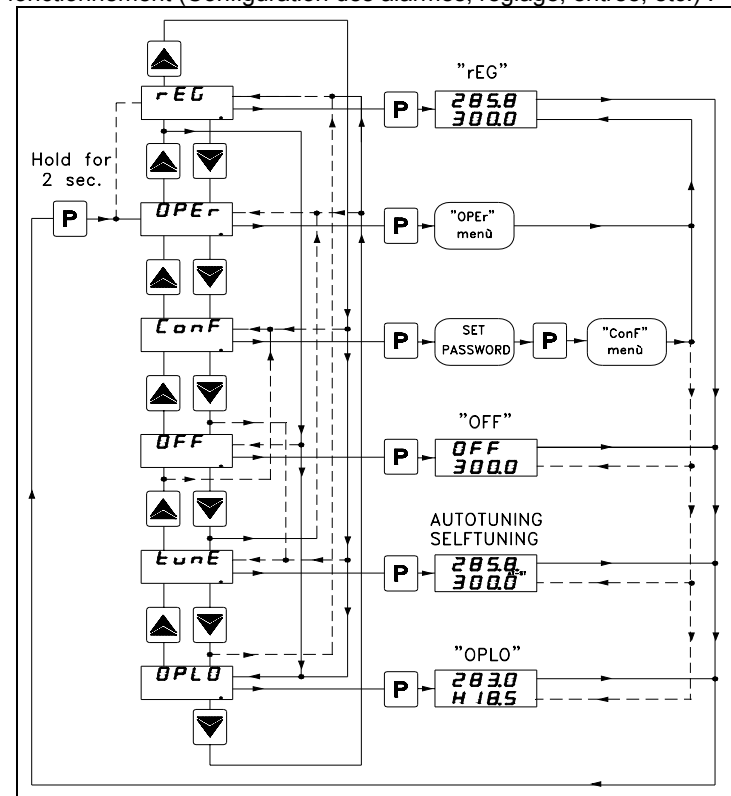 fonctionnement (Configuration des alarmes, réglage, entrée, etc.) :
"rEG"
rEG
P
285.8
300.0
Hold for
2 sec.
P
OPEr
P
"OPEr"
menù
ConF
P
SET
PASSWORD
P
"ConF"
menù
"OFF"
OFF
P
OFF
300.0
AUTOTUNING
SELFTUNING
tunE
P
285.8
300.0
"OPLO"
OPLO
P
283.0
H 18.5